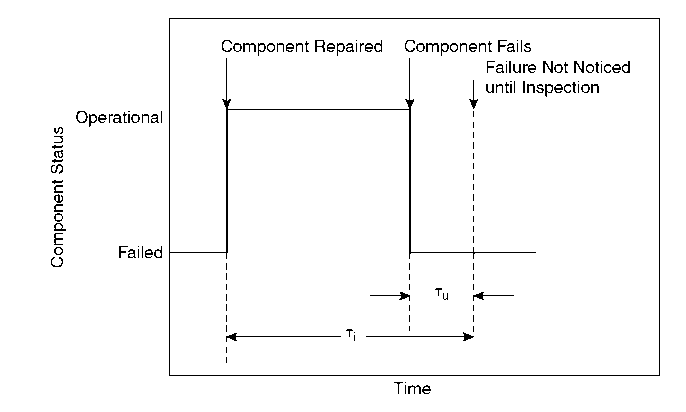 Component Repaired
Component Fails
Failure Not Noticed
until Inspection
Operational
Component Status
Failed
τu
τi
Time